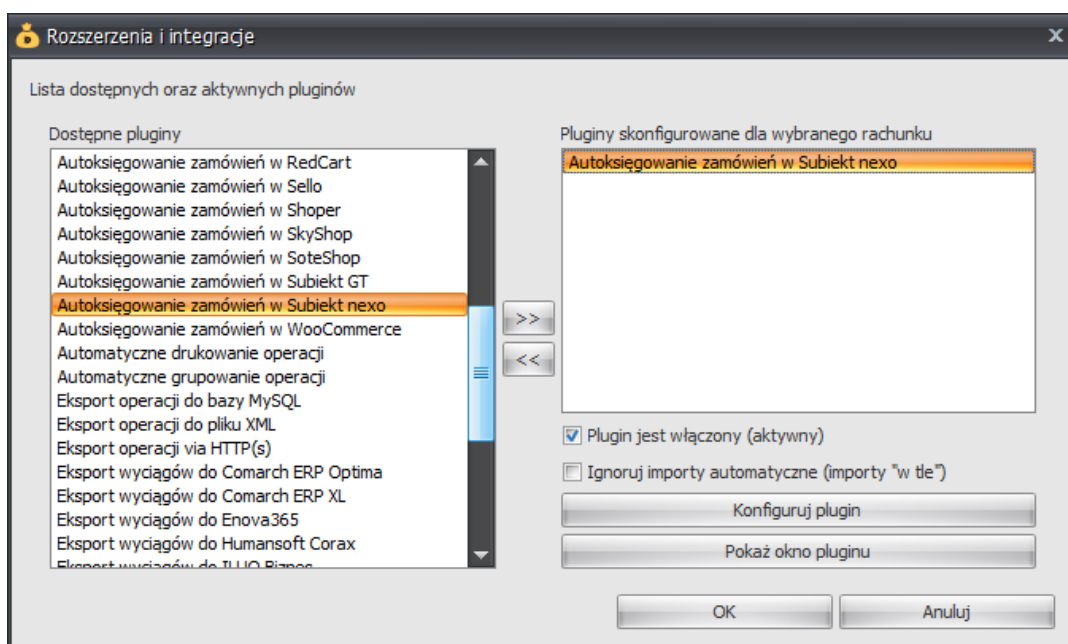 Rozszerzenia i integracje
x
Lista dostępnych oraz aktywnych pluginów
Dostępne pluginy
Autoksięgowanie zamówień w RedCart
Autoksięgowanie zamówień w Sello
Autoksięgowanie zamówień w Shoper
Autoksięgowanie zamówień w SkyShop
Autoksięgowanie zamówień w SoteShop
Autoksięgowanie zamówień w Subiekt GT
Autoksięgowanie zamówień w Subiekt nexo
Autoksięgowanie zamówień w WooCommerce
Automatyczne drukowanie operacji
Automatyczne grupowanie operacji
Eksport operacji do bazy MySQL
Eksport operacji do pliku XML
Eksport operacji via HTTP(s)
Eksport wyciągów do Comarch ERP Optima
Eksport wyciągów do Comarch ERP XL
Eksport wyciągów do Enova365
Eksport wyciągów do Humansoft Corax
Eksport wyciągów do
>>
<<
Pluginy skonfigurowane dla wybranego rachunku
Autoksięgowanie zamówień w Subiekt nexo
Plugin jest włączony (aktywny)
Ignoruj importy automatyczne (importy "w tle")
Konfiguruj plugin
Pokaż okno pluginu
OK
Anuluj